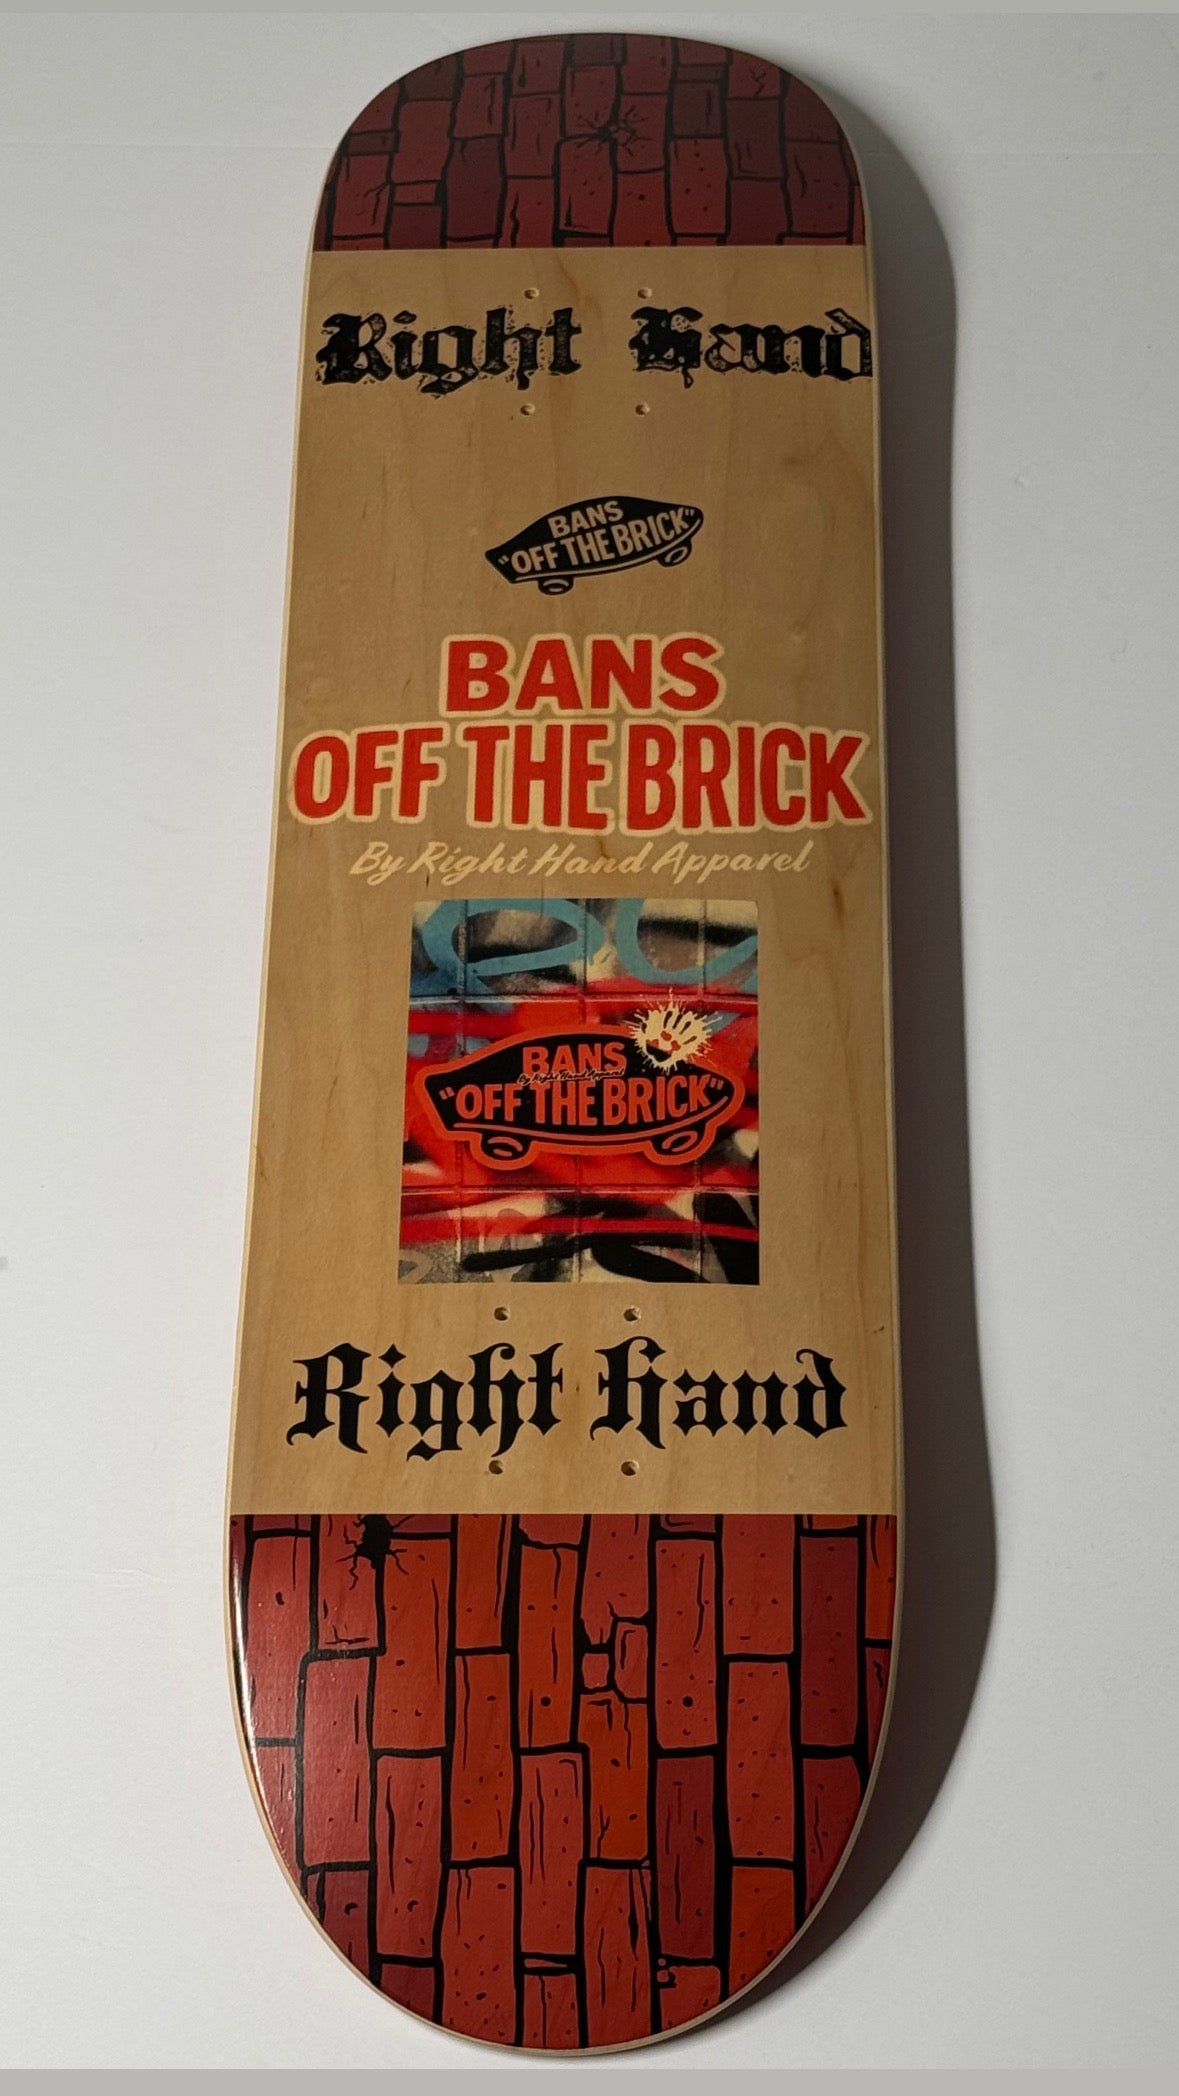 Right Hand
BANS
"OFF THE BRICK"
BANS
OFF THE BRICK
By Right Hand Apparel
BANS
By Right Hand Apparel
"OFF THE BRICK"
Right Hand